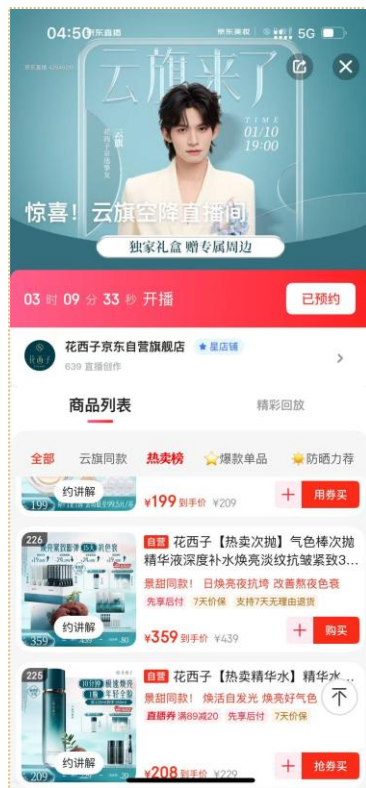 04:50
京东直播
5G
云旗来了
云旗
TIME
01/10
19:00
惊喜！云旗空降直播间
独家礼盒 赠专属周边
03 时 09 分 33 秒 开播
已预约
花西子京东自营旗舰店 星店铺
639 直播创作
商品列表
精彩回放
全部 云旗同款 热卖榜 爆款单品 防晒力荐
199
约讲解
¥199 到手价 ¥209
用券买
226
自营 花西子【热卖次抛】气色棒次抛
精华液深度补水焕亮淡纹抗皱紧致3...
景甜同款！ 日焕亮夜抗垮 改善熬夜色衰
先享后付 7天价保 支持7天无理由退货
359
约讲解
¥359 到手价 ¥439
购买
225
10分钟
自营 花西子【热卖精华水】精华水...
景甜同款！ 焕活自发光 焕亮好气色
直播券 满89减20 先享后付 7天价保
209
约讲解
¥208 到手价 ¥229
抢券买